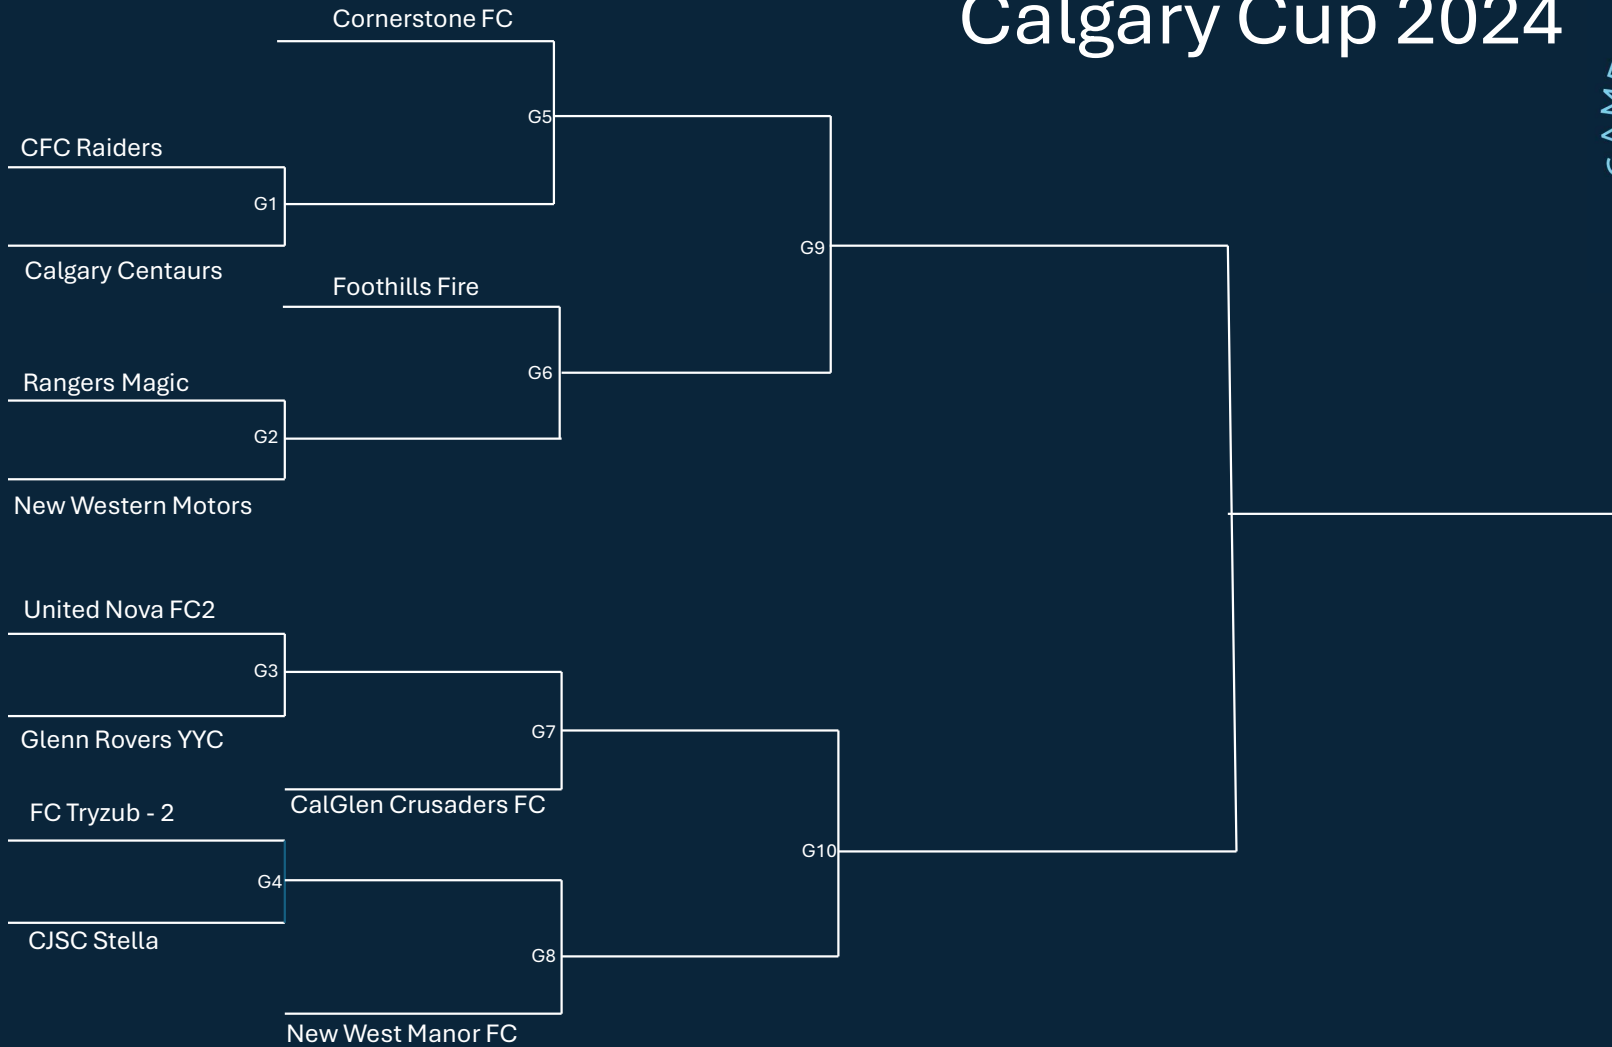 Calgary Cup 2024
Cornerstone FC
G5
CFC Raiders
G1
G9
Calgary Centaurs
Foothills Fire
G6
Rangers Magic
G2
New Western Motors
United Nova FC2
G3
G7
Glenn Rovers YYC
CalGlen Crusaders FC
FC Tryzub - 2
G10
G4
CJSC Stella
G8
New West Manor FC